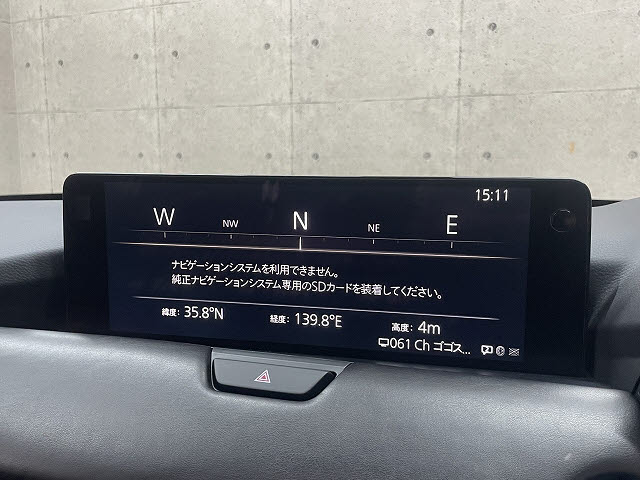 15:11
W NW N NE E
ナビゲーションシステムを利用できません。
純正ナビゲーションシステム専用のSDカードを装着してください。
緯度: 35.8°N 経度: 139.8°E 高度: 4m
061 Ch ゴゴス...